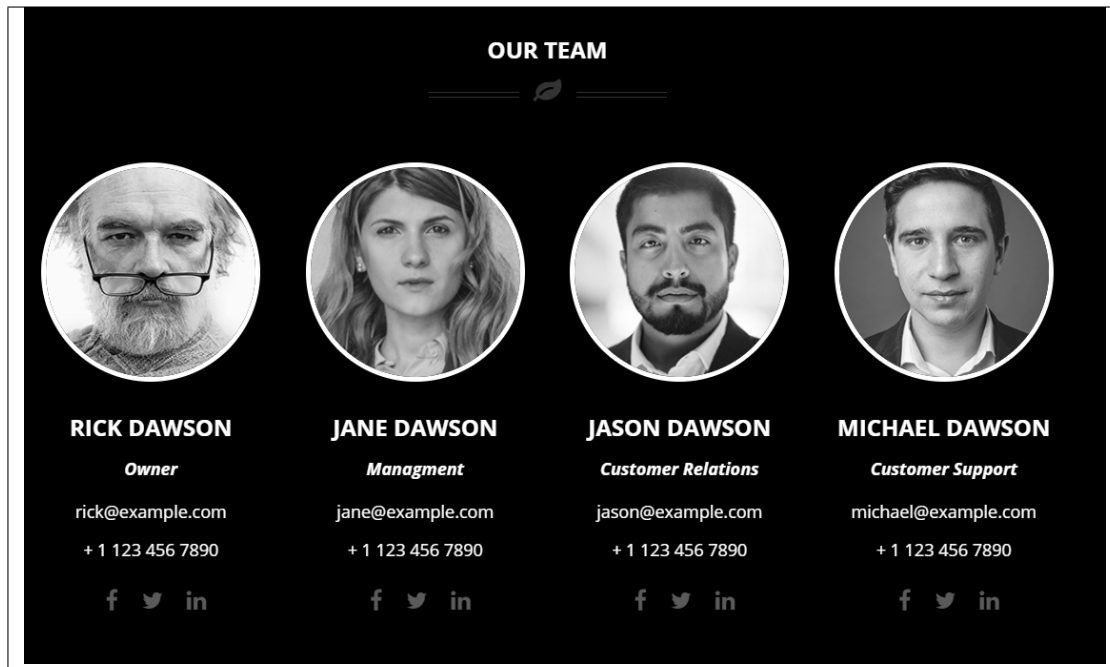 OUR TEAM
RICK DAWSON
Owner
rick@example.com
+ 1 123 456 7890
JANE DAWSON
Managment
jane@example.com
+ 1 123 456 7890
JASON DAWSON
Customer Relations
jason@example.com
+ 1 123 456 7890
MICHAEL DAWSON
Customer Support
michael@example.com
+ 1 123 456 7890